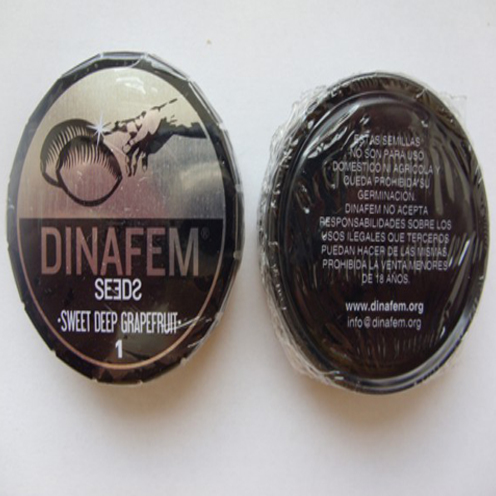 DINAFEM
SEEDS
·SWEET DEEP GRAPEFRUIT·
1
ESTAS SEMILLAS
NO SON PARA USO
DOMESTICO NI AGRICOLA
QUEDA PROHIBIDA SU
GERMINACIÓN.
DINAFEM NO ACEPTA
RESPONSABILIDADES SOBRE LOS
USOS ILEGALES QUE TERCEROS
PUEDAN HACER DE LAS MISMAS.
PROHIBIDA LA VENTA MENORES
DE 18 AÑOS.
www.dinafem.org
info@dinafem.org